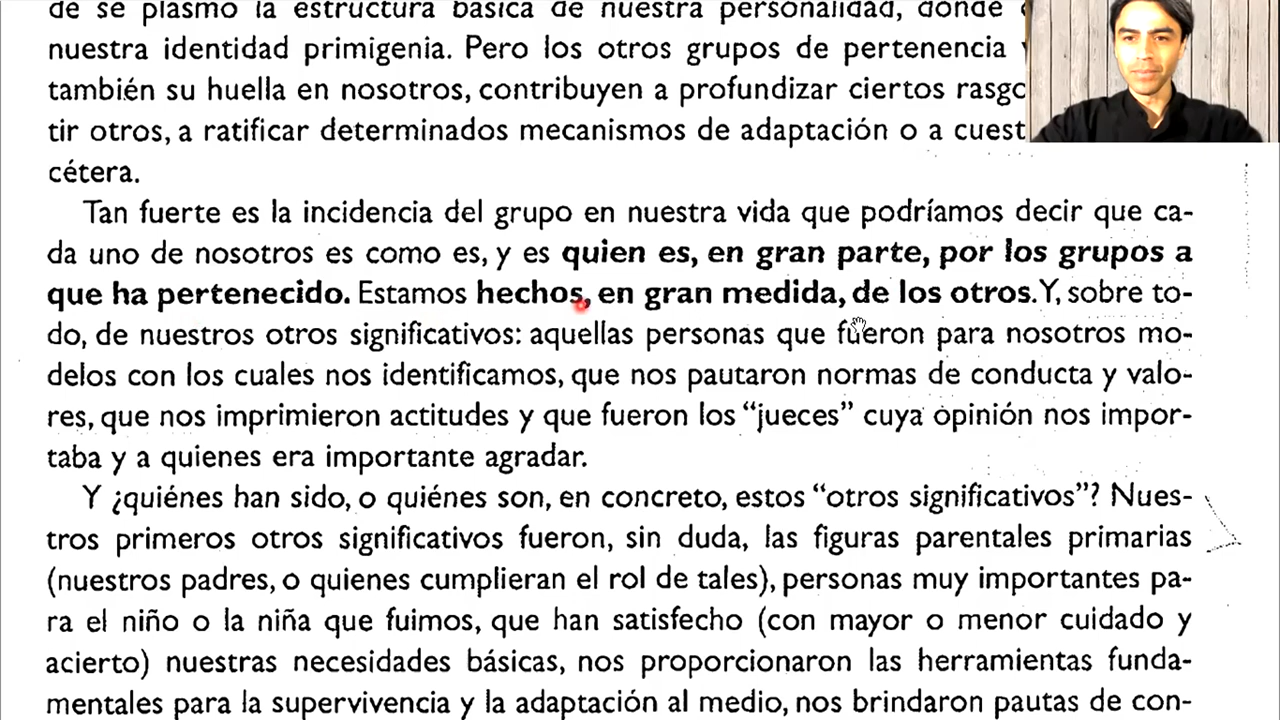 de se plasmó la estructura básica de nuestra personalidad, donde
nuestra identidad primigenia. Pero los otros grupos de pertenencia
también su huella en nosotros, contribuyen a profundizar ciertos rasgo
tir otros, a ratificar determinados mecanismos de adaptación o a cuest
cétera.
Tan fuerte es la incidencia del grupo en nuestra vida que podríamos decir que ca-
da uno de nosotros es como es, y es quien es, en gran parte, por los grupos a
que ha pertenecido. Estamos hechos, en gran medida, de los otros. Y, sobre to-
do, de nuestros otros significativos: aquellas personas que fueron para nosotros mo-
delos con los cuales nos identificamos, que nos pautaron normas de conducta y valo-
res, que nos imprimieron actitudes y que fueron los “jueces” cuya opinión nos impor-
taba y a quienes era importante agradar.
Y ¿quiénes han sido, o quiénes son, en concreto, estos “otros significativos”? Nues-
tros primeros otros significativos fueron, sin duda, las figuras parentales primarias
(nuestros padres, o quienes cumplieran el rol de tales), personas muy importantes pa-
ra el niño o la niña que fuimos, que han satisfecho (con mayor o menor cuidado y
acierto) nuestras necesidades básicas, nos proporcionaron las herramientas funda-
mentales para la supervivencia y la adaptación al medio, nos brindaron pautas de con-